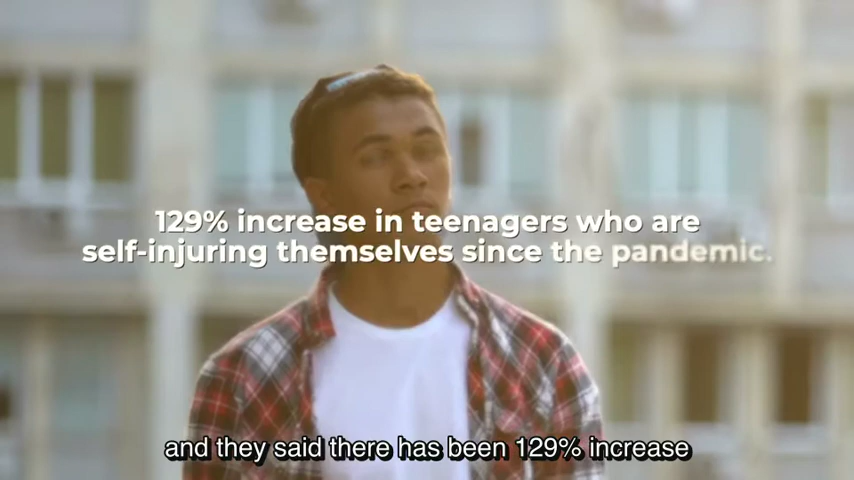 129% increase in teenagers who are
self-injuring themselves since the pandemic.
and they said there has been 129% increase